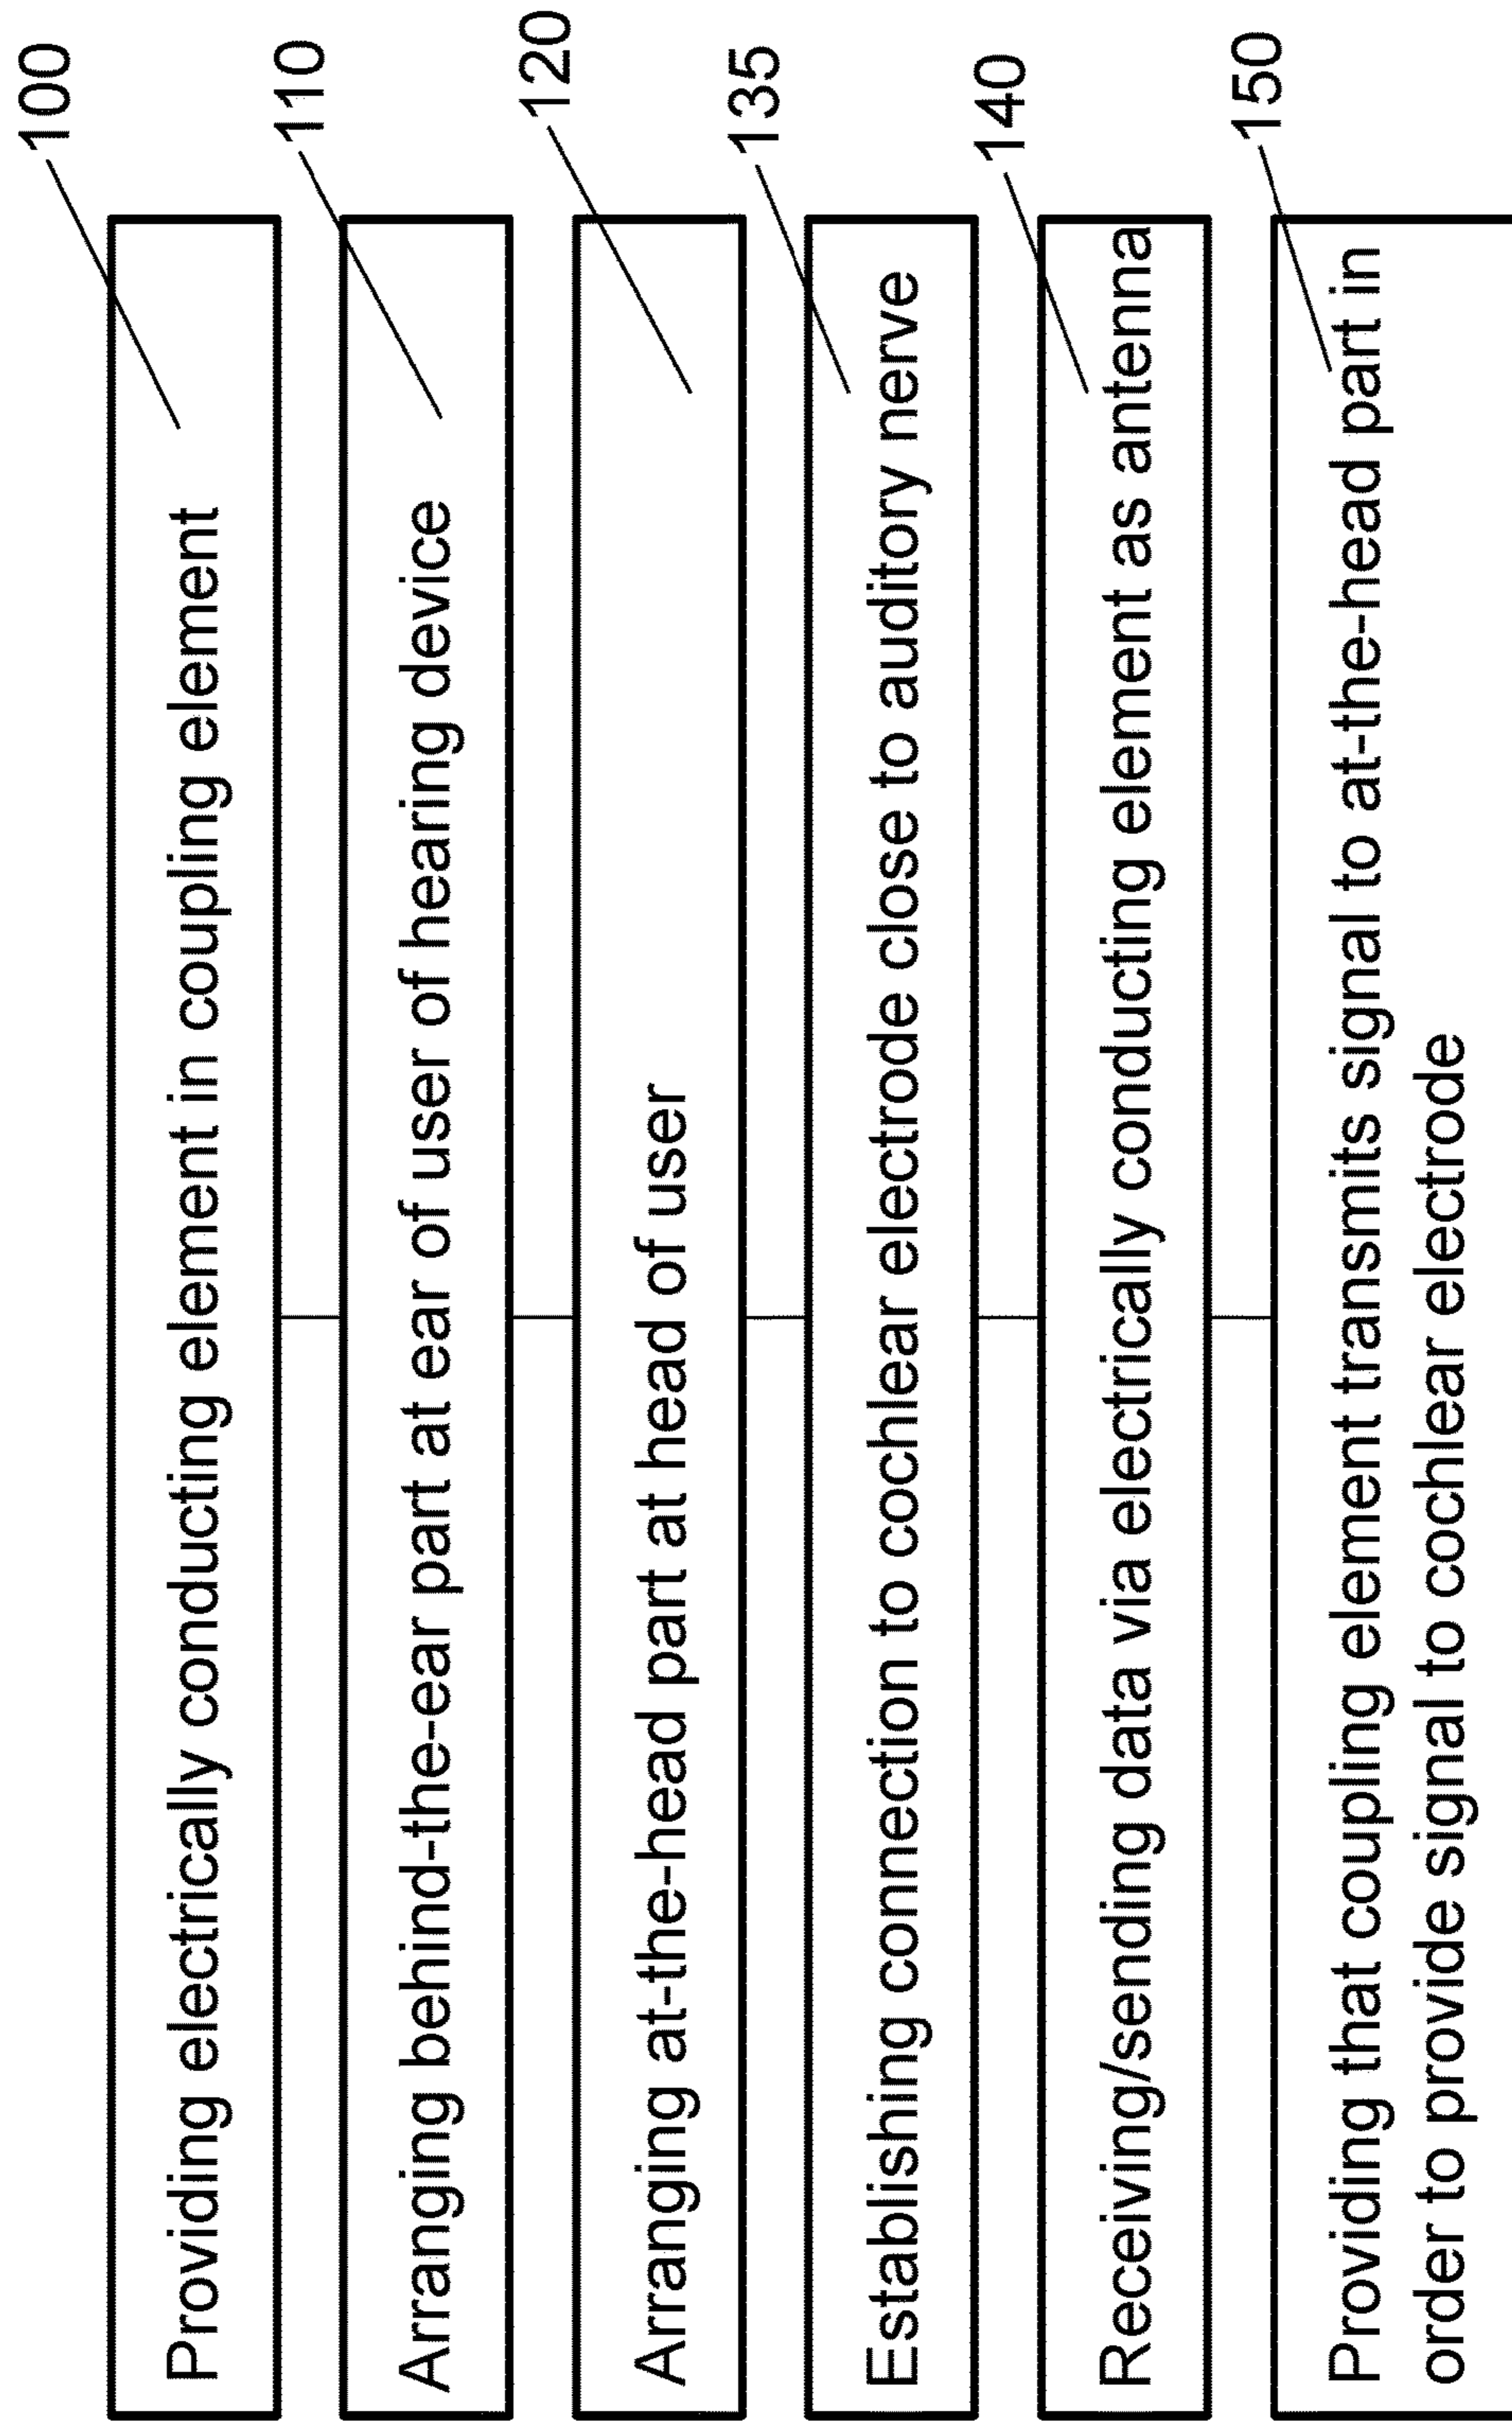 100
Providing electrically conducting element in coupling element
110
Arranging behind-the-ear part at ear of user of hearing device
120
Arranging at-the-head part at head of user
135
Establishing connection to cochlear electrode close to auditory nerve
140
Receiving/sending data via electrically conducting element as antenna
150
Providing that coupling element transmits signal to at-the-head part in
order to provide signal to cochlear electrode